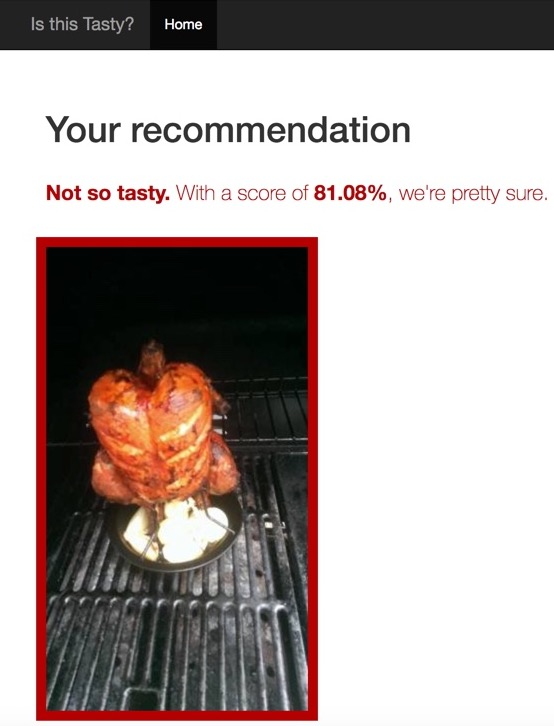 Is this Tasty? Home
Your recommendation
Not so tasty. With a score of 81.08%, we're pretty sure.